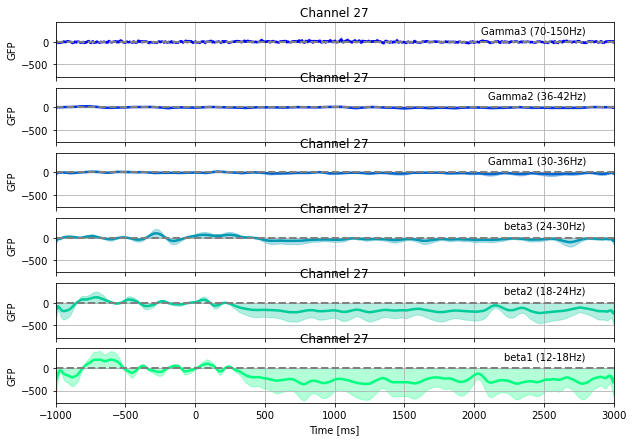 Channel 27
Gamma3 (70-150Hz)
GFP
0
−500
Channel 27
Gamma2 (36-42Hz)
GFP
0
−500
Channel 27
Gamma1 (30-36Hz)
GFP
0
−500
Channel 27
beta3 (24-30Hz)
GFP
0
−500
Channel 27
beta2 (18-24Hz)
GFP
0
−500
Channel 27
beta1 (12-18Hz)
GFP
0
−500
−1000 −500 0 500 1000 1500 2000 2500 3000
Time [ms]